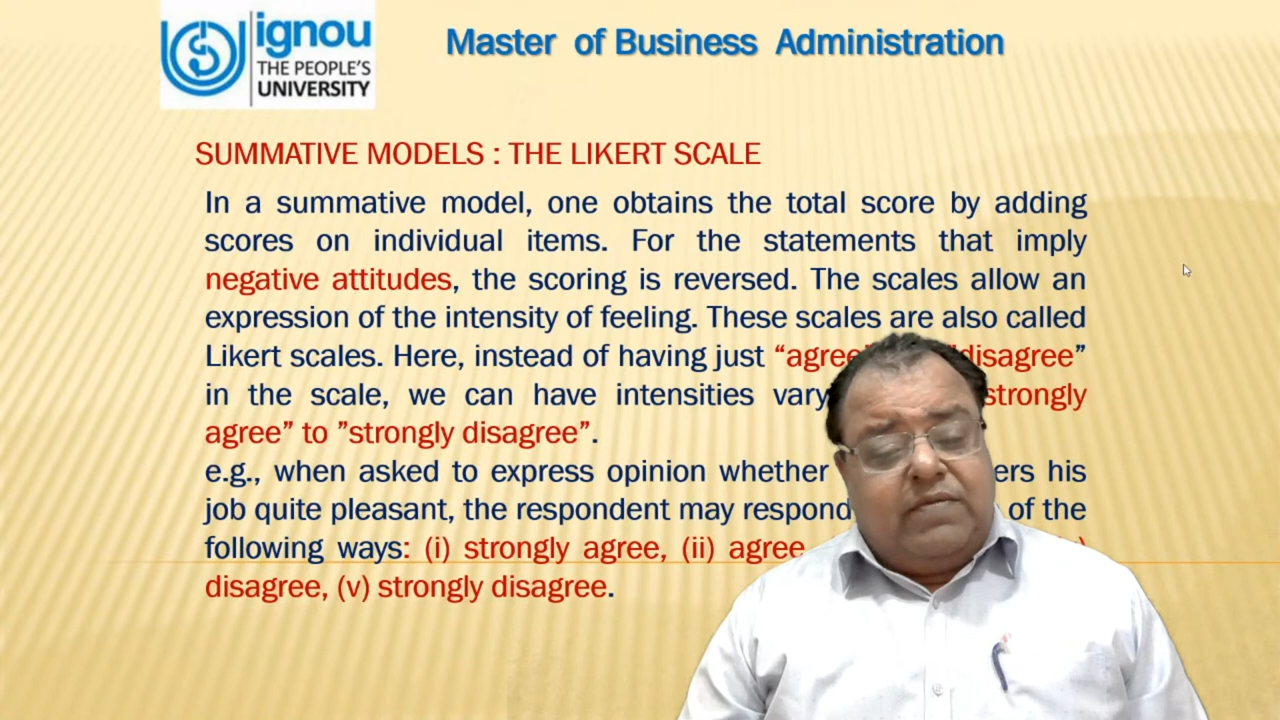 ignou
THE PEOPLE'S
UNIVERSITY
Master of Business Administration
SUMMATIVE MODELS : THE LIKERT SCALE
In a summative model, one obtains the total score by adding
scores on individual items. For the statements that imply
negative attitudes, the scoring is reversed. The scales allow an
expression of the intensity of feeling. These scales are also called
Likert scales. Here, instead of having just “agree” “disagree”
in the scale, we can have intensities strongly
agree” to ”strongly disagree”.
e.g., when asked to express opinion whether his
job quite pleasant, the respondent may respond of the
following ways: (i) strongly agree, (ii) agree
disagree, (v) strongly disagree.